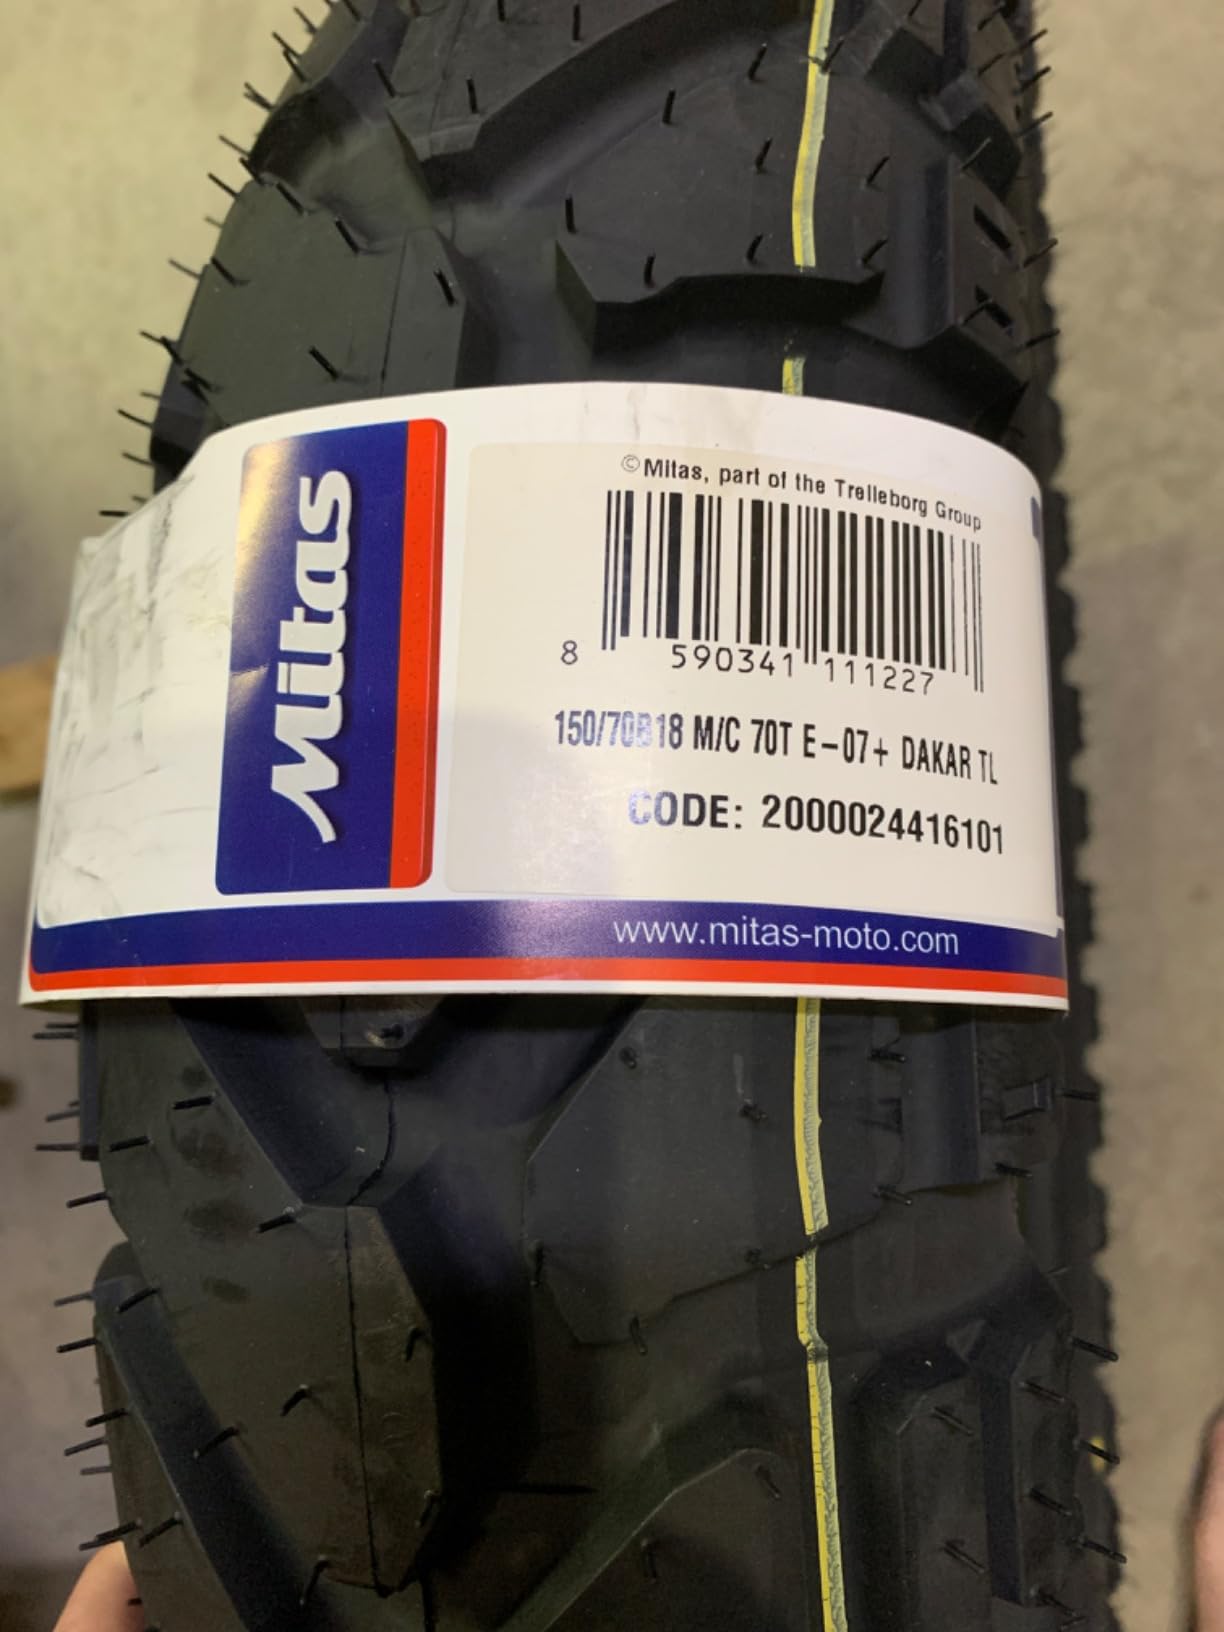 Mitas
©Mitas, part of the Trelleborg Group
8 590341 111227
150/70B18 M/C 70T E-07+ DAKAR TL
CODE: 2000024416101
www.mitas-moto.com